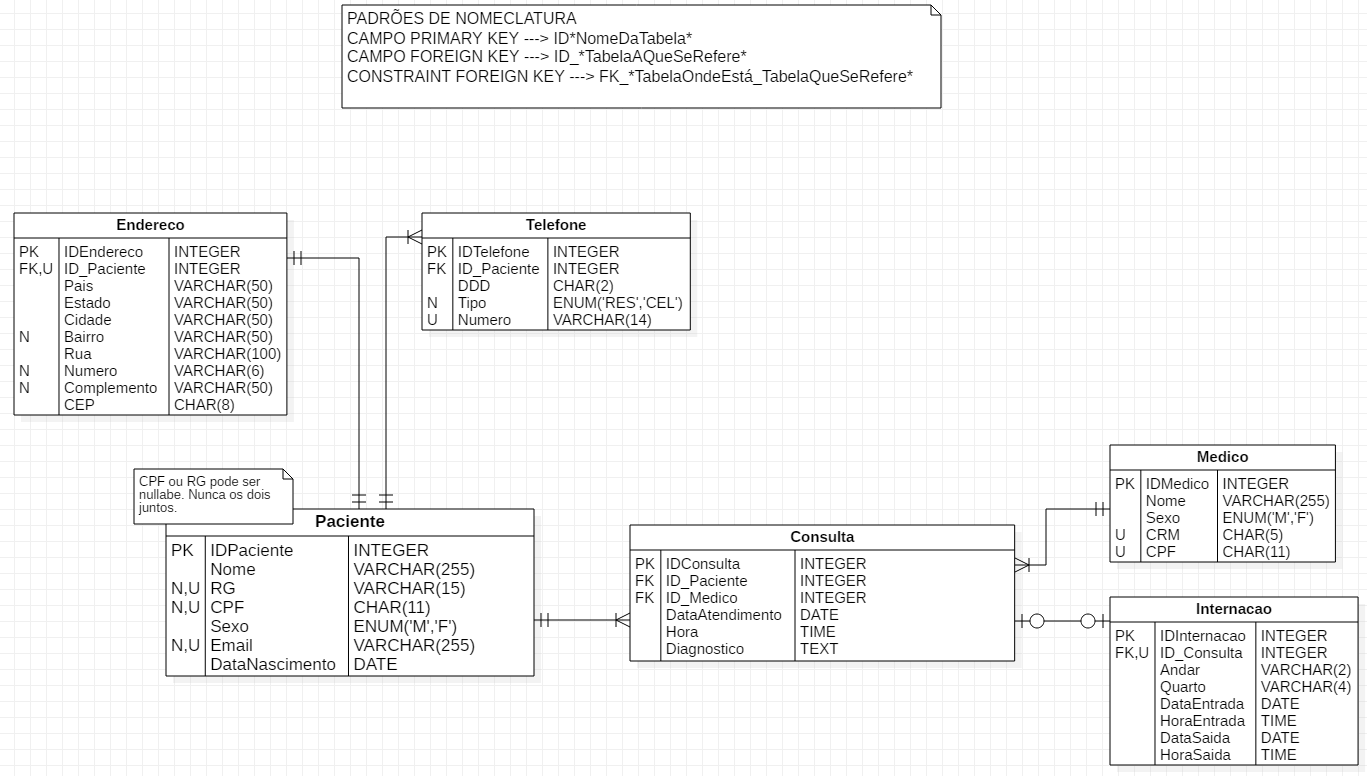 PADRÕES DE NOMECLATURA
CAMPO PRIMARY KEY ---> ID*NomeDaTabela*
CAMPO FOREIGN KEY ---> ID_*TabelaAQueSeRefere*
CONSTRAINT FOREIGN KEY ---> FK_*TabelaOndeEstá_TabelaQueSeRefere*
Endereco
PK IDEndereco INTEGER
FK,U ID_Paciente INTEGER
Pais VARCHAR(50)
Estado VARCHAR(50)
Cidade VARCHAR(50)
N Bairro VARCHAR(50)
Rua VARCHAR(100)
N Numero VARCHAR(6)
N Complemento VARCHAR(50)
CEP CHAR(8)
Telefone
PK IDTelefone INTEGER
FK ID_Paciente INTEGER
DDD CHAR(2)
N Tipo ENUM('RES','CEL')
U Numero VARCHAR(14)
CPF ou RG pode ser
nullabe. Nunca os dois
juntos.
Paciente
PK IDPaciente INTEGER
Nome VARCHAR(255)
N,U RG VARCHAR(15)
N,U CPF CHAR(11)
Sexo ENUM('M','F')
N,U Email VARCHAR(255)
DataNascimento DATE
Consulta
PK IDConsulta INTEGER
FK ID_Paciente INTEGER
FK ID_Medico INTEGER
DataAtendimento DATE
Hora TIME
Diagnostico TEXT
Medico
PK IDMedico INTEGER
Nome VARCHAR(255)
Sexo ENUM('M','F')
U CRM CHAR(5)
U CPF CHAR(11)
Internacao
PK IDInternacao INTEGER
FK,U ID_Consulta INTEGER
Andar VARCHAR(2)
Quarto VARCHAR(4)
DataEntrada DATE
HoraEntrada TIME
DataSaida DATE
HoraSaida TIME